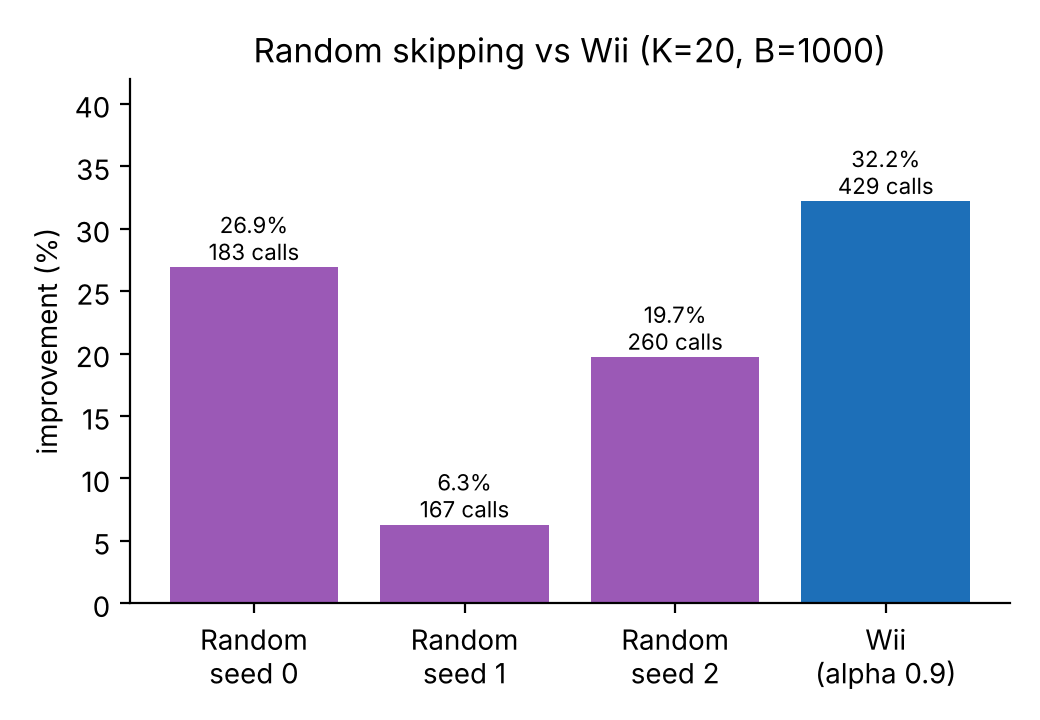 Random skipping vs Wii (K=20, B=1000)
improvement (%)
40
35
30
25
20
15
10
5
0
26.9%
183 calls
6.3%
167 calls
19.7%
260 calls
32.2%
429 calls
Random
seed 0
Random
seed 1
Random
seed 2
Wii
(alpha 0.9)